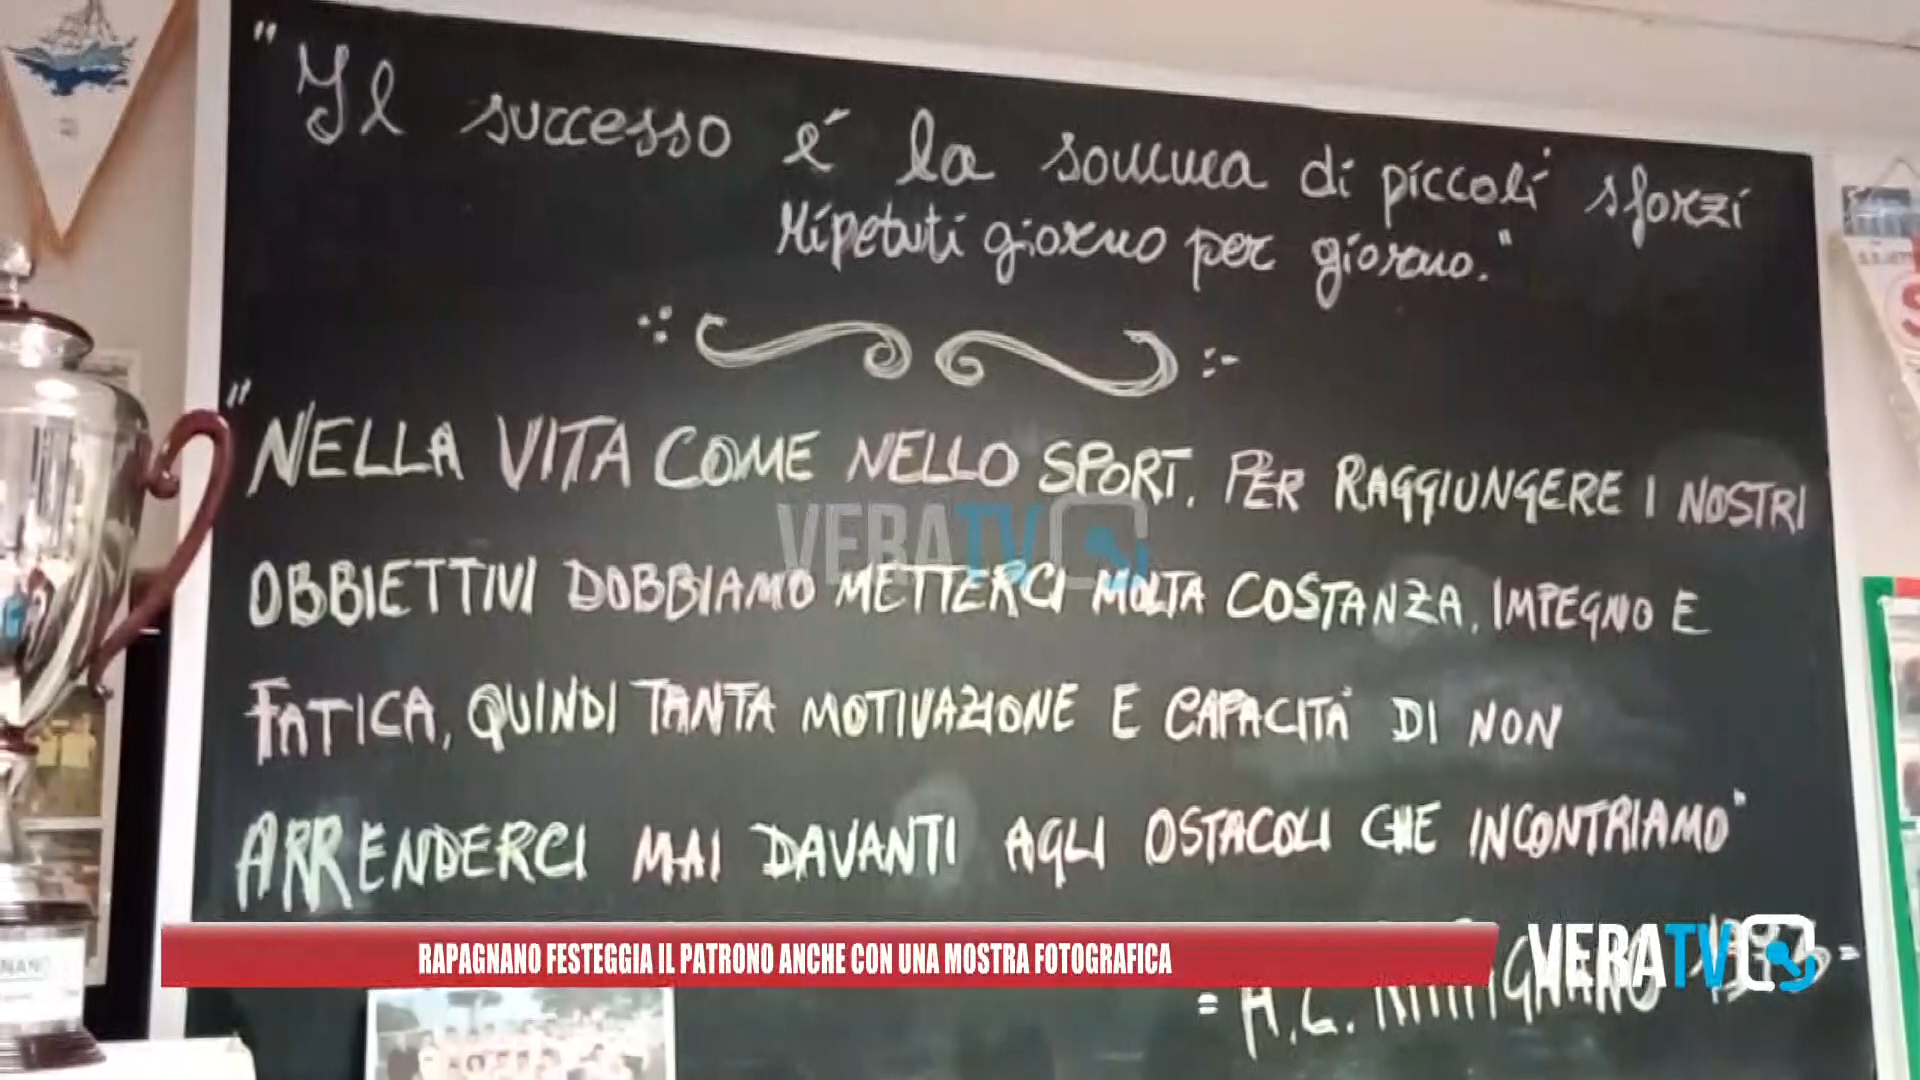 "Il successo é la somma di piccoli sforzi
Ripetuti giorno per giorno."
"NELLA VITA COME NELLO SPORT. PER RAGGIUNGERE I NOSTRI
VERATV
OBBIETTIVI DOBBIAMO METTERCI MOLTA COSTANZA, IMPEGNO E
FATICA, QUINDI TANTA MOTIVAZIONE E CAPACITÀ DI NON
ARRENDERCI MAI DAVANTI AGLI OSTACOLI CHE INCONTRIAMO"
RAPAGNANO FESTEGGIA IL PATRONO ANCHE CON UNA MOSTRA FOTOGRAFICA
VERATV
= A.C. RAPAGNANO